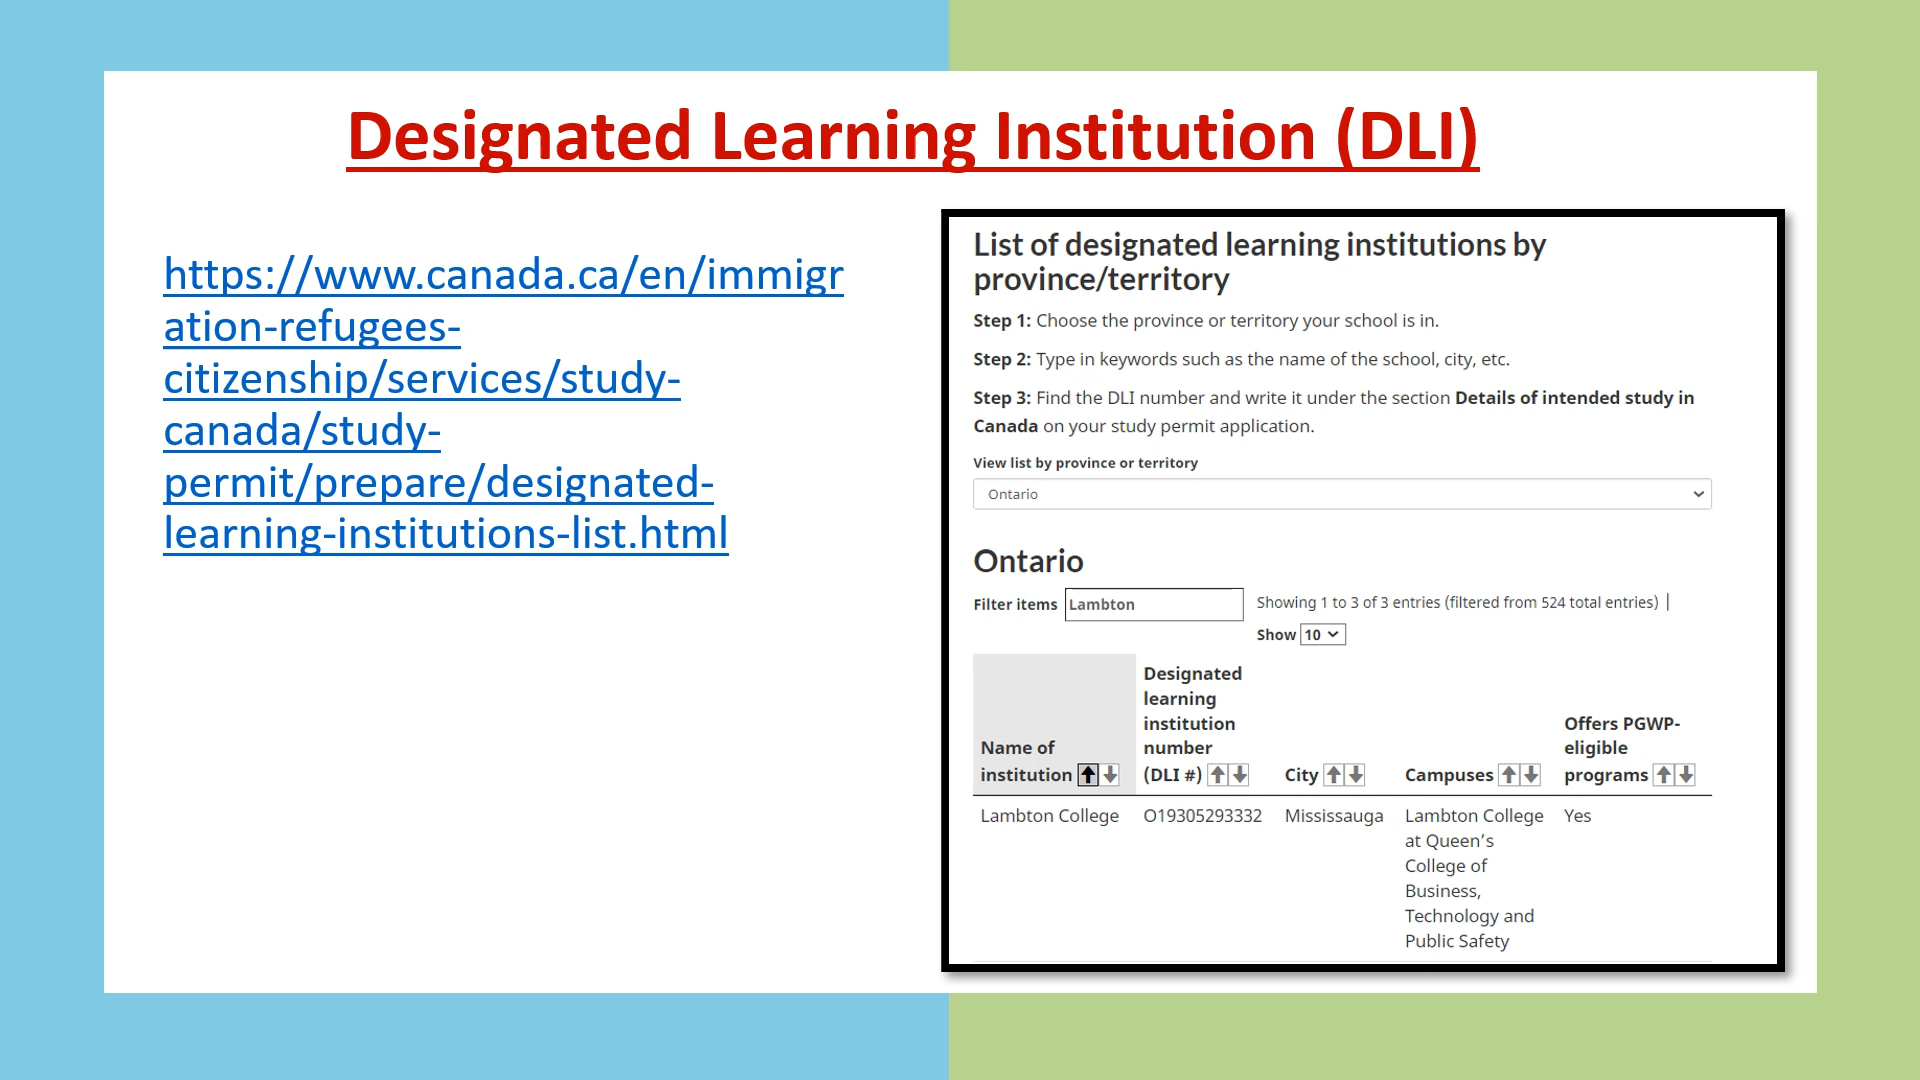 Designated Learning Institution (DLI)
https://www.canada.ca/en/immigr
ation-refugees-
citizenship/services/study-
canada/study-
permit/prepare/designated-
learning-institutions-list.html
List of designated learning institutions by
province/territory
Step 1: Choose the province or territory your school is in.
Step 2: Type in keywords such as the name of the school, city, etc.
Step 3: Find the DLI number and write it under the section Details of intended study in
Canada on your study permit application.
View list by province or territory
Ontario
Ontario
Filter items Lambton Showing 1 to 3 of 3 entries (filtered from 524 total entries) |
Show 10
Name of
institution
Designated
learning
institution
number
(DLI #)
City
Campuses
Offers PGWP-
eligible
programs
Lambton College O19305293332 Mississauga Lambton College Yes
at Queen’s
College of
Business,
Technology and
Public Safety